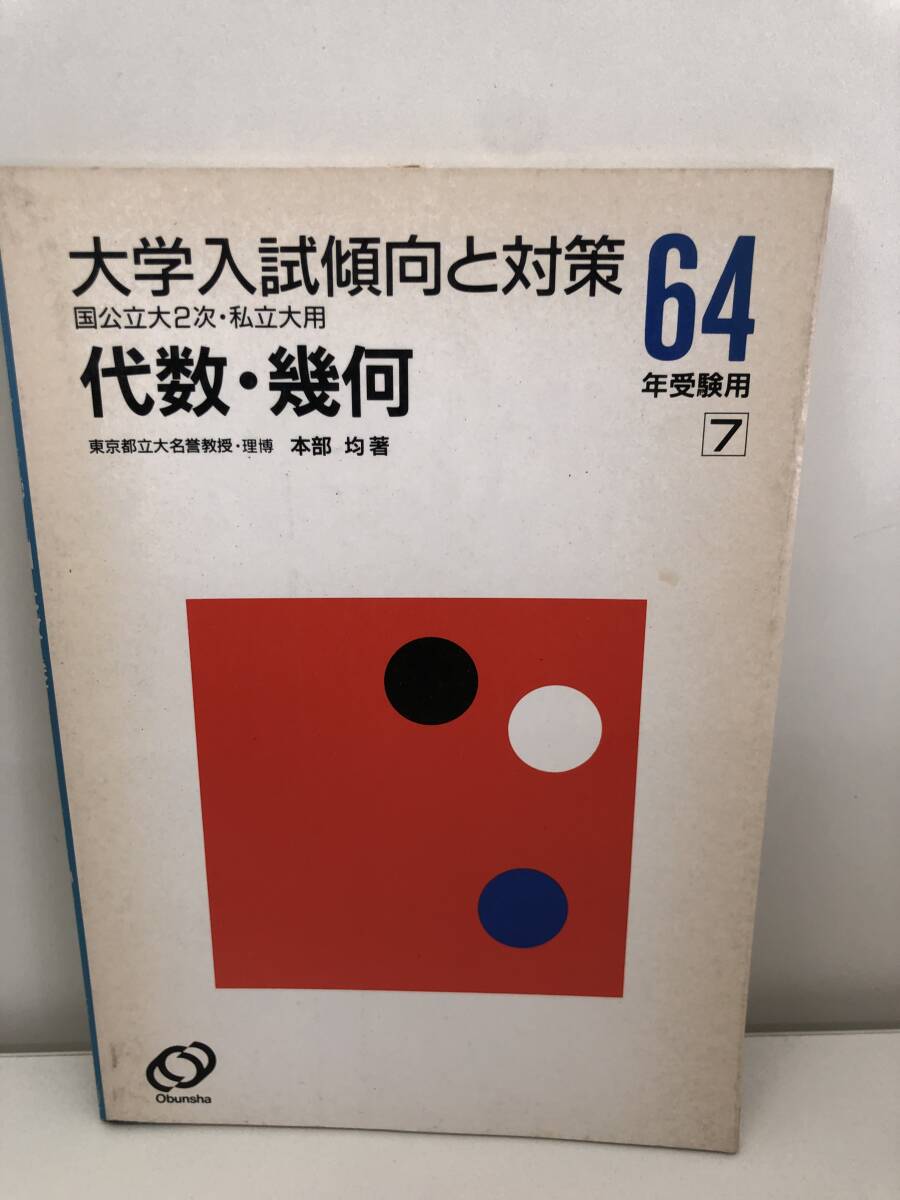 大学入試傾向と対策
64
国公立大2次・私立大用
年受験用
代数・幾何
7
東京都立大名誉教授・理博 本部 均著
Obunsha